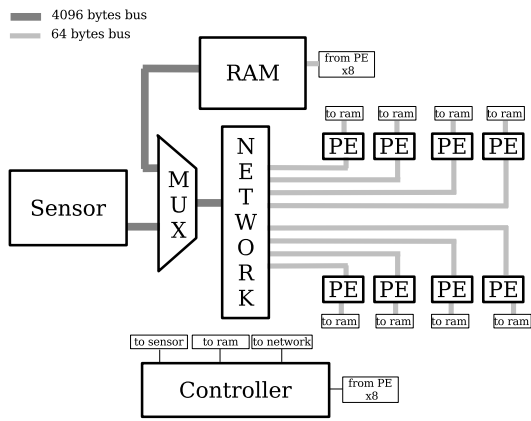 4096 bytes bus
64 bytes bus
RAM
from PE
x8
to ram
to ram
to ram
to ram
PE
PE
PE
PE
Sensor
MUX
NETWORK
PE
PE
PE
PE
to ram
to ram
to ram
to ram
to sensor
to ram
to network
Controller
from PE
x8